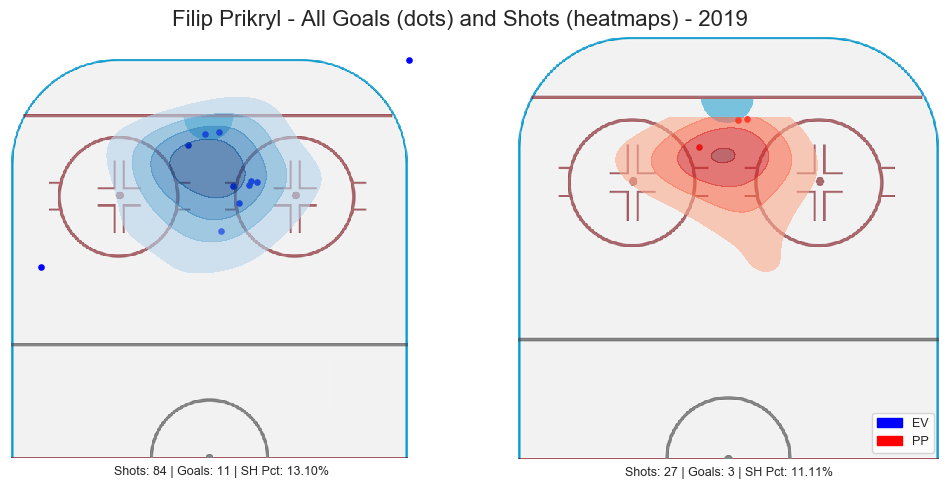 Filip Prikryl - All Goals (dots) and Shots (heatmaps) - 2019
EV
PP
Shots: 84 | Goals: 11 | SH Pct: 13.10%
Shots: 27 | Goals: 3 | SH Pct: 11.11%